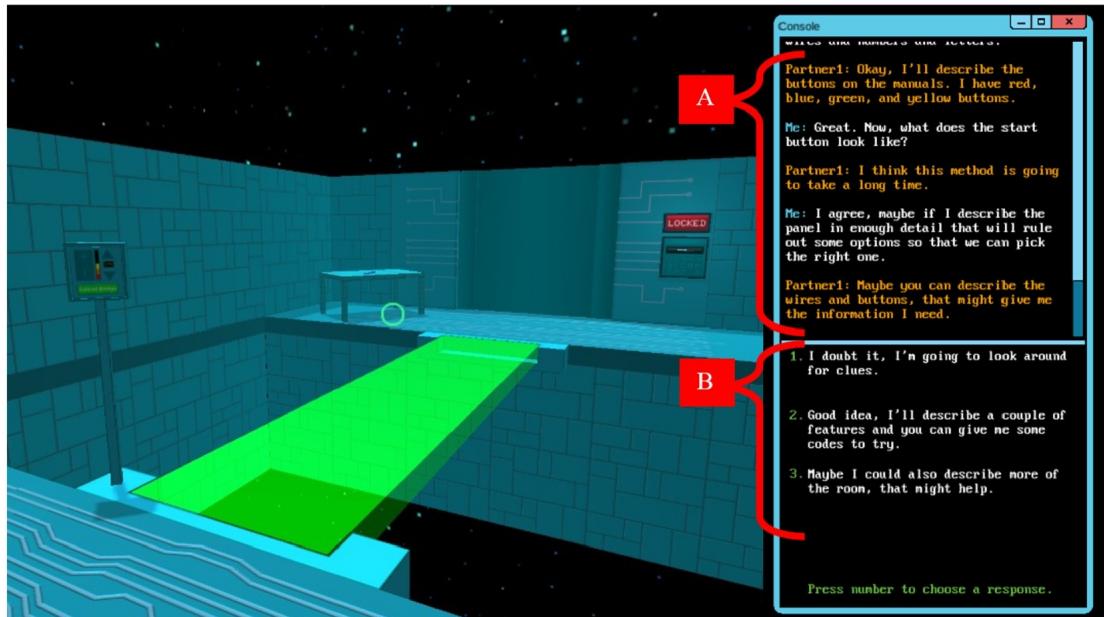 Console
wires and numbers and letters.
Partner1: Okay, I'll describe the
buttons on the manuals. I have red,
blue, green, and yellow buttons.
Me: Great. Now, what does the start
button look like?
Partner1: I think this method is going
to take a long time.
Me: I agree, maybe if I describe the
panel in enough detail that will rule
out some options so that we can pick
the right one.
Partner1: Maybe you can describe the
wires and buttons, that might give me
the information I need.
A
B
1. I doubt it, I'm going to look around
for clues.
2. Good idea, I'll describe a couple of
features and you can give me some
codes to try.
3. Maybe I could also describe more of
the room, that might help.
Press number to choose a response.
LOCKED